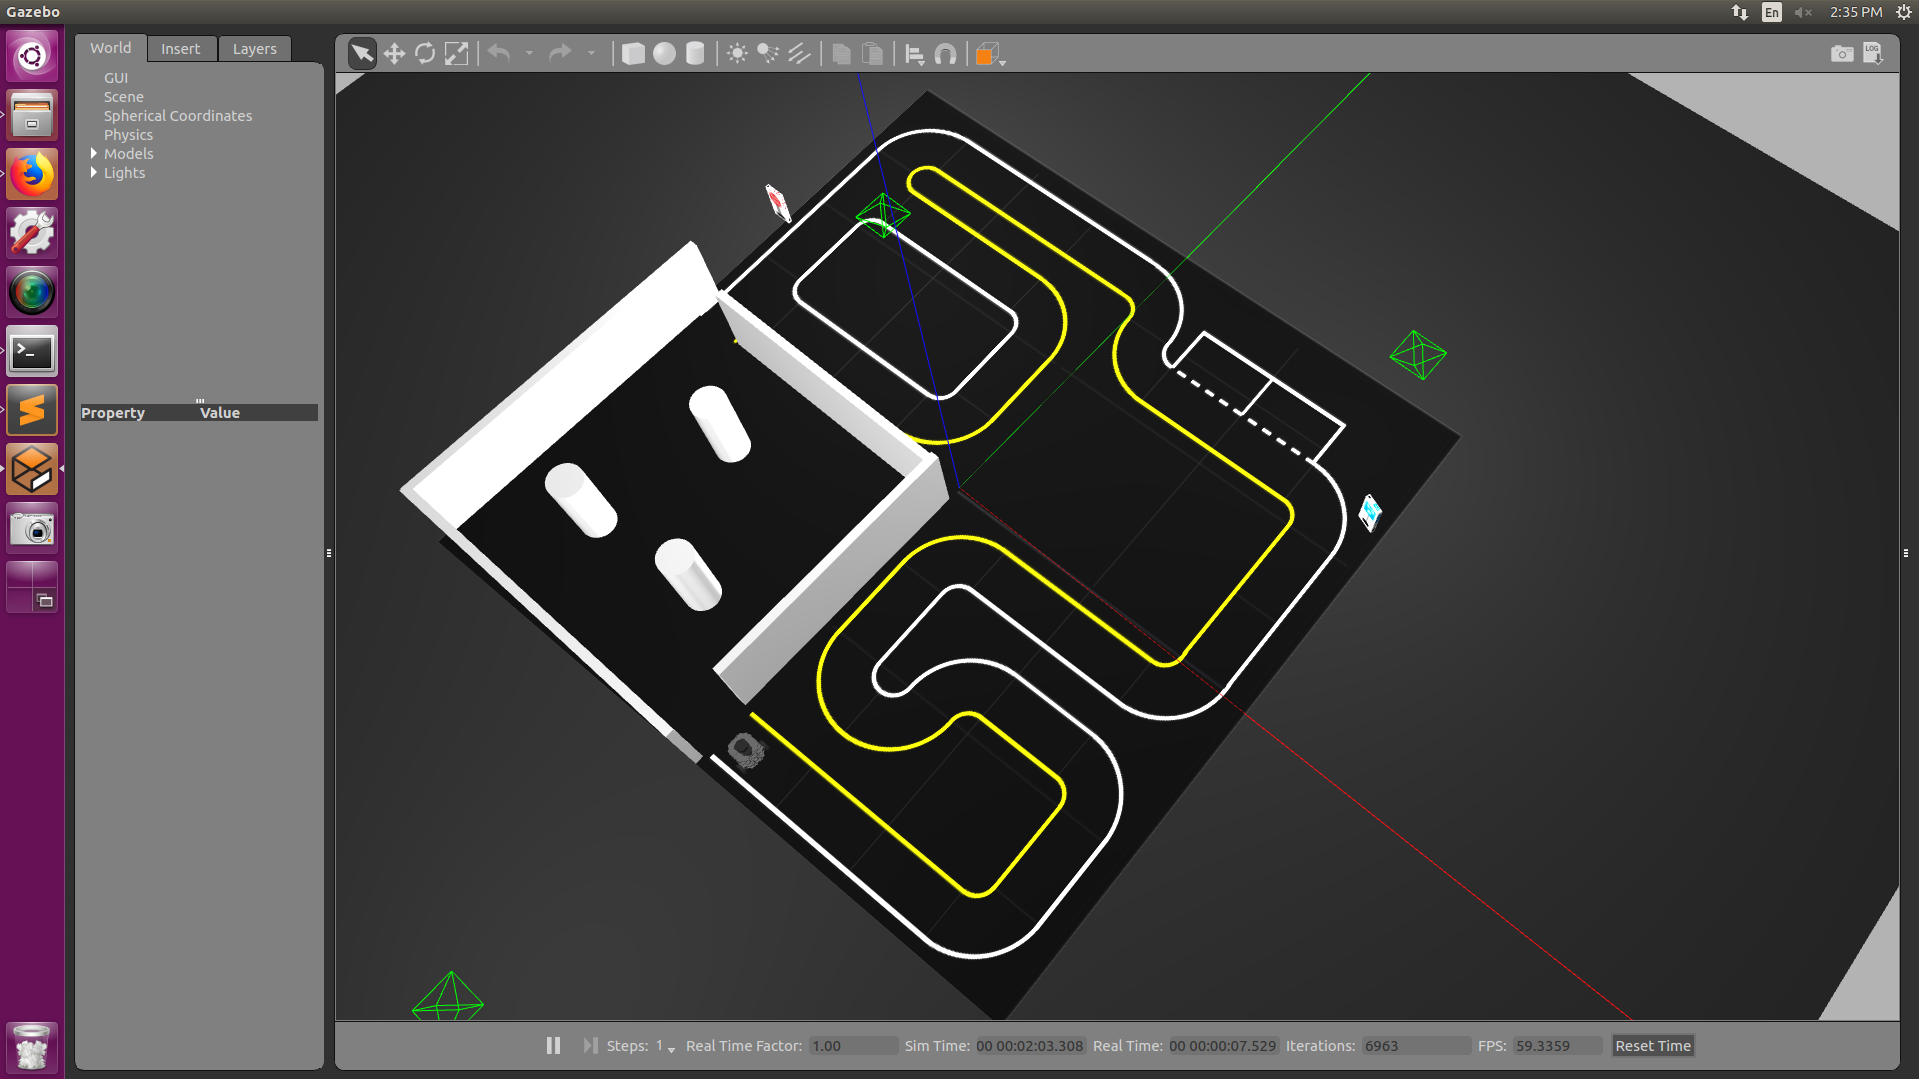 Gazebo
En
2:35 PM
World Insert Layers
LOG
GUI
Scene
Spherical Coordinates
Physics
Models
Lights
Property Value
Steps: 1 Real Time Factor: 1.00 Sim Time: 00 00:02:03.308 Real Time: 00 00:00:07.529 Iterations: 6963 FPS: 59.3359 Reset Time